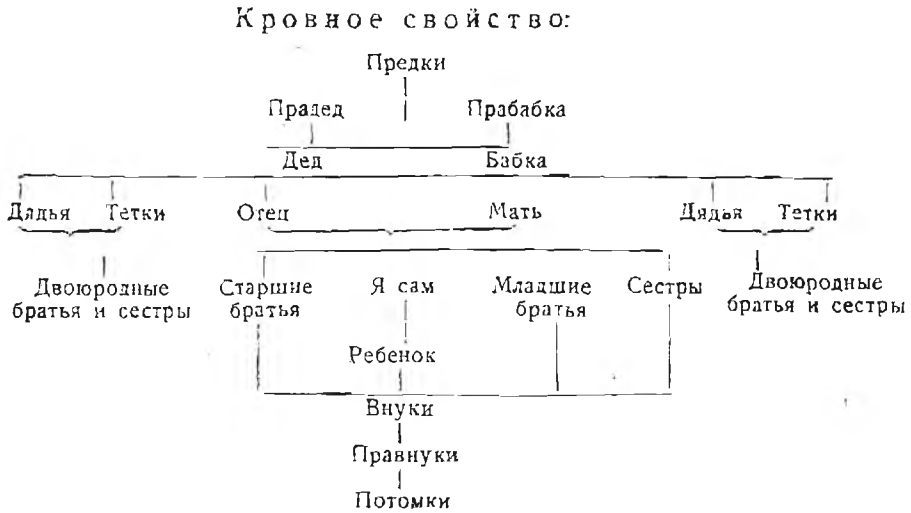 Кровное свойство:
Предки
Прадед Прабабка
Дед Бабка
Дядья Тетки Отец Мать Дядья Тетки
Двоюродные Старшие Я сам Младшие Сестры Двоюродные
братья и сестры братья братья братья и сестры
Ребенок
Внуки
Правнуки
Потомки